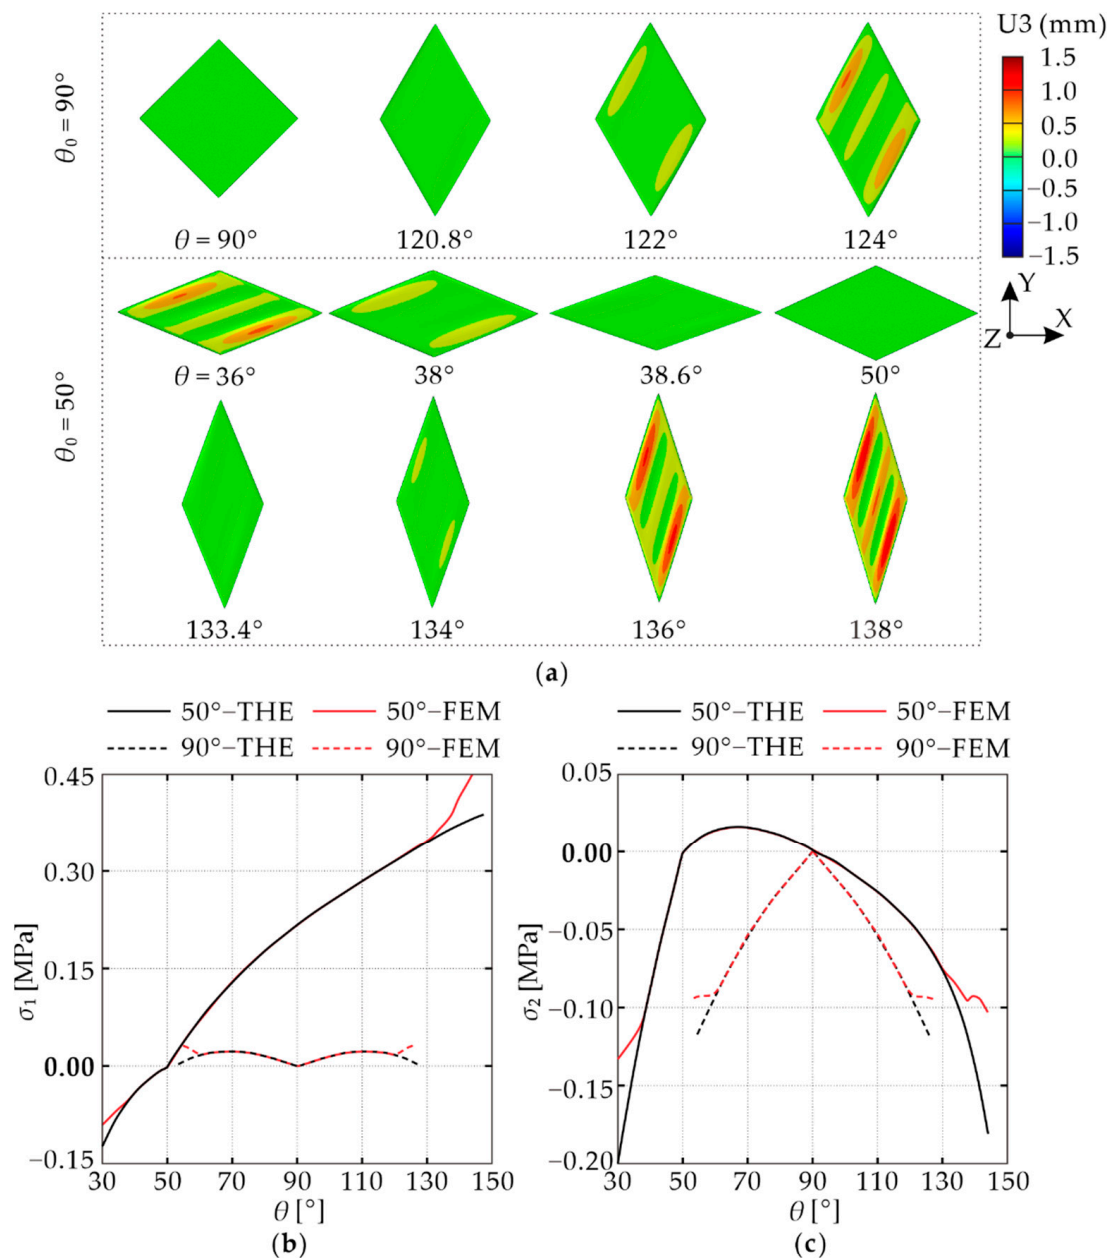 U3 (mm)
1.5
1.0
0.5
0.0
−0.5
−1.0
−1.5
θ₀ = 90°
θ = 90° 120.8° 122° 124°
Y
Z X
θ₀ = 50°
θ = 36° 38° 38.6° 50°
133.4° 134° 136° 138°
(a)
50°−THE 50°−FEM
90°−THE 90°−FEM
0.45
0.30
0.15
0.00
−0.15
σ₁ [MPa]
30 50 70 90 110 130 150
θ [°]
(b)
50°−THE 50°−FEM
90°−THE 90°−FEM
0.05
0.00
−0.05
−0.10
−0.15
−0.20
σ₂ [MPa]
30 50 70 90 110 130 150
θ [°]
(c)